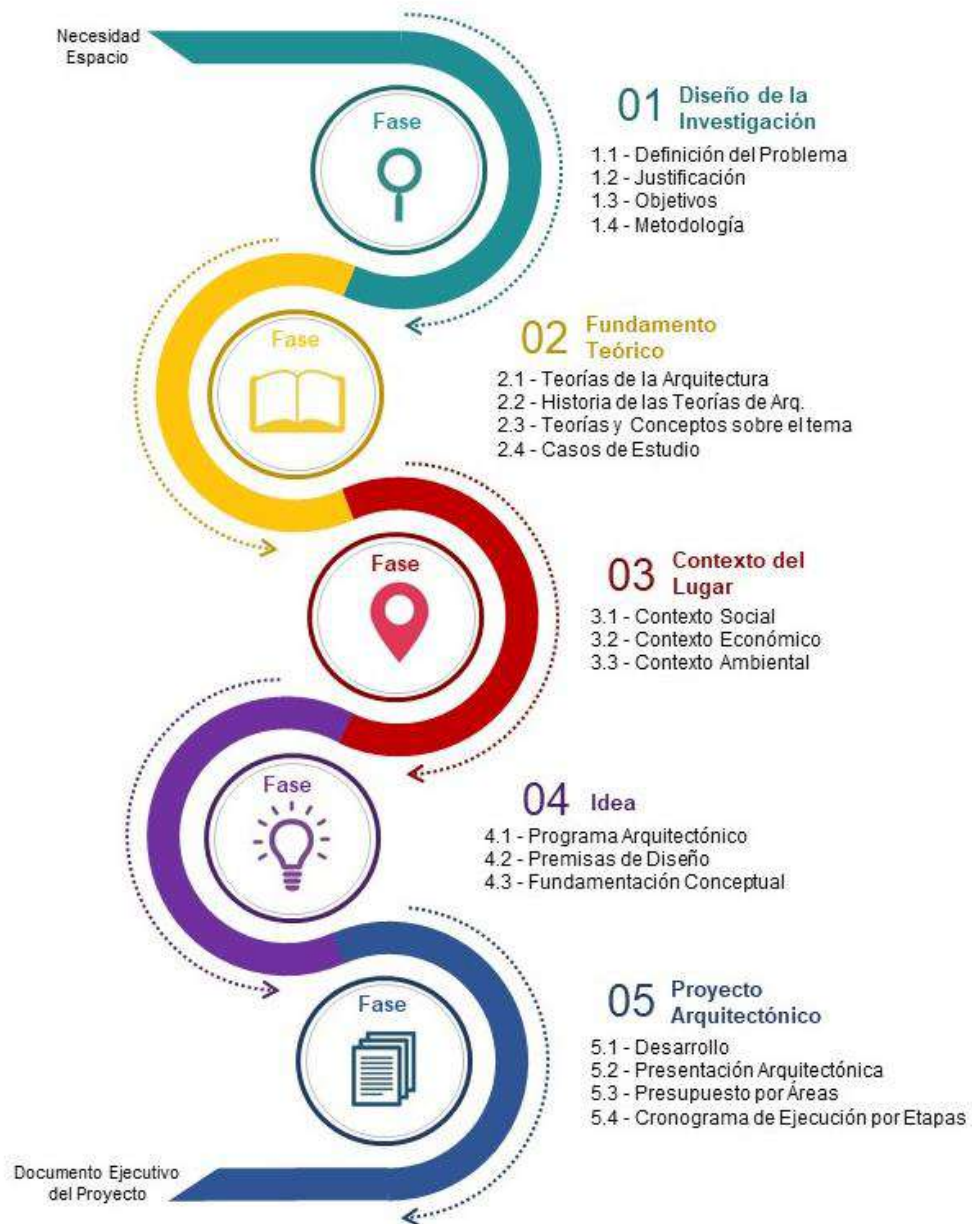 Necesidad
Espacio
Fase
01 Diseño de la
Investigación
1.1 - Definición del Problema
1.2 - Justificación
1.3 - Objetivos
1.4 - Metodología
Fase
02 Fundamento
Teórico
2.1 - Teorías de la Arquitectura
2.2 - Historia de las Teorías de Arq.
2.3 - Teorías y Conceptos sobre el tema
2.4 - Casos de Estudio
Fase
03 Contexto del
Lugar
3.1 - Contexto Social
3.2 - Contexto Económico
3.3 - Contexto Ambiental
Fase
04 Idea
4.1 - Programa Arquitectónico
4.2 - Premisas de Diseño
4.3 - Fundamentación Conceptual
Fase
05 Proyecto
Arquitectónico
5.1 - Desarrollo
5.2 - Presentación Arquitectónica
5.3 - Presupuesto por Áreas
5.4 - Cronograma de Ejecución por Etapas
Documento Ejecutivo
del Proyecto